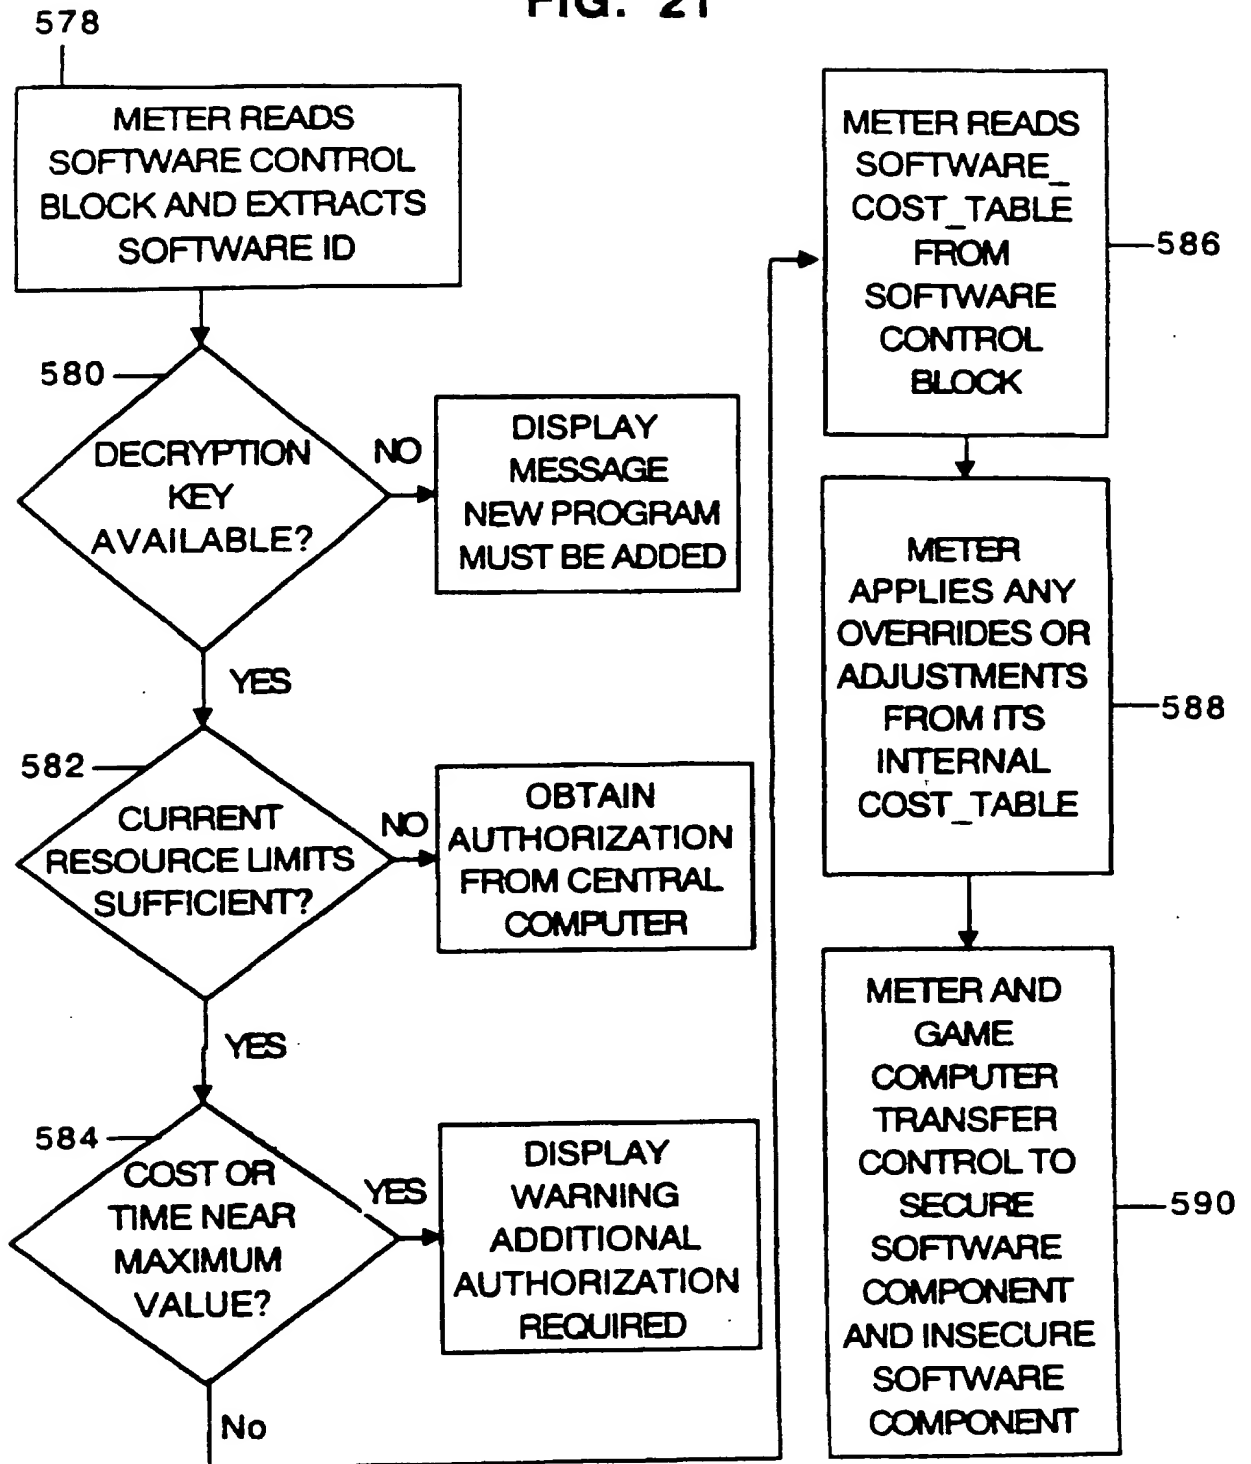 FIG. 21
578
METER READS
SOFTWARE CONTROL
BLOCK AND EXTRACTS
SOFTWARE ID
580
DECRYPTION
KEY
AVAILABLE?
NO
DISPLAY
MESSAGE
NEW PROGRAM
MUST BE ADDED
YES
582
CURRENT
RESOURCE LIMITS
SUFFICIENT?
NO
OBTAIN
AUTHORIZATION
FROM CENTRAL
COMPUTER
YES
584
COST OR
TIME NEAR
MAXIMUM
VALUE?
YES
DISPLAY
WARNING
ADDITIONAL
AUTHORIZATION
REQUIRED
No
METER READS
SOFTWARE_
COST_TABLE
FROM
SOFTWARE
CONTROL
BLOCK
586
METER
APPLIES ANY
OVERRIDES OR
ADJUSTMENTS
FROM ITS
INTERNAL
COST_TABLE
588
METER AND
GAME
COMPUTER
TRANSFER
CONTROL TO
SECURE
SOFTWARE
COMPONENT
AND INSECURE
SOFTWARE
COMPONENT
590